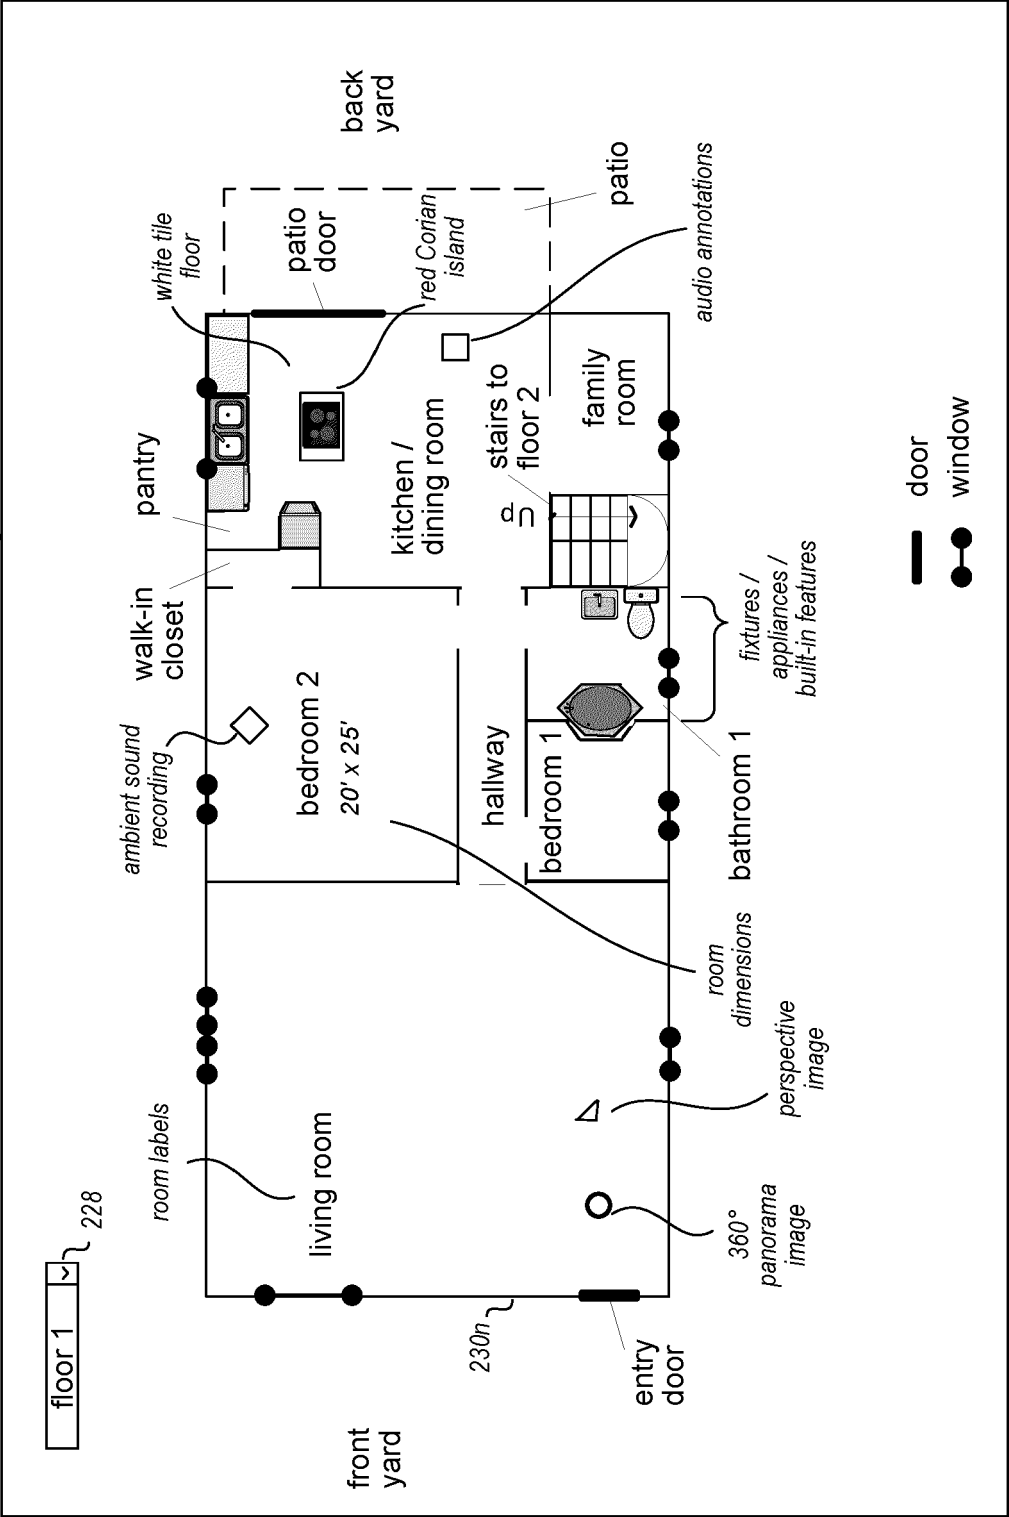 floor 1
228
room labels
ambient sound
recording
walk-in
closet
pantry
white tile
floor
living room
bedroom 2
20' x 25'
patio
door
front
yard
back
yard
kitchen /
dining room
red Corian
island
230n
hallway
stairs to
floor 2
up
bedroom 1
family
room
patio
entry
door
audio annotations
room
dimensions
360°
panorama
image
bathroom 1
fixtures /
appliances /
built-in features
perspective
image
door
window